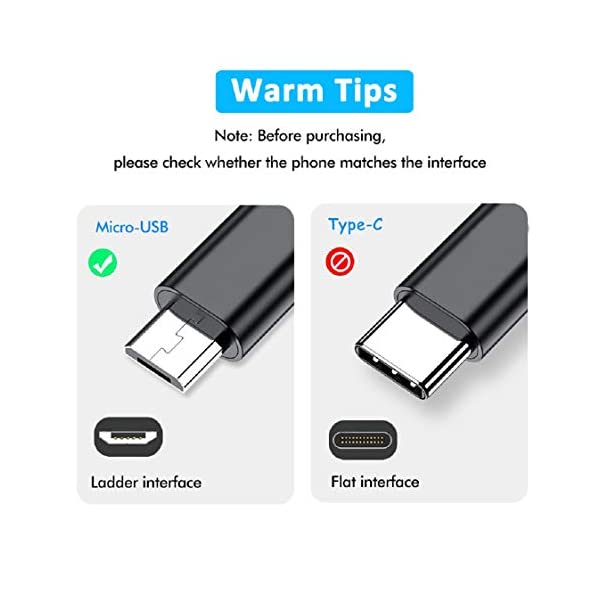 Warm Tips
Note: Before purchasing,
please check whether the phone matches the interface
Micro-USB
Type-C
Ladder interface
Flat interface